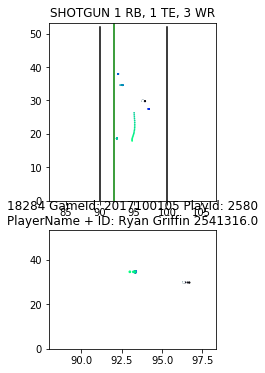 SHOTGUN 1 RB, 1 TE, 3 WR
50
40
30
20
10
0
85 90 95 100 105
18284 GameId: 2017100105 PlayId: 2580
PlayerName + ID: Ryan Griffin 2541316.0
40
20
0
90.0 92.5 95.0 97.5